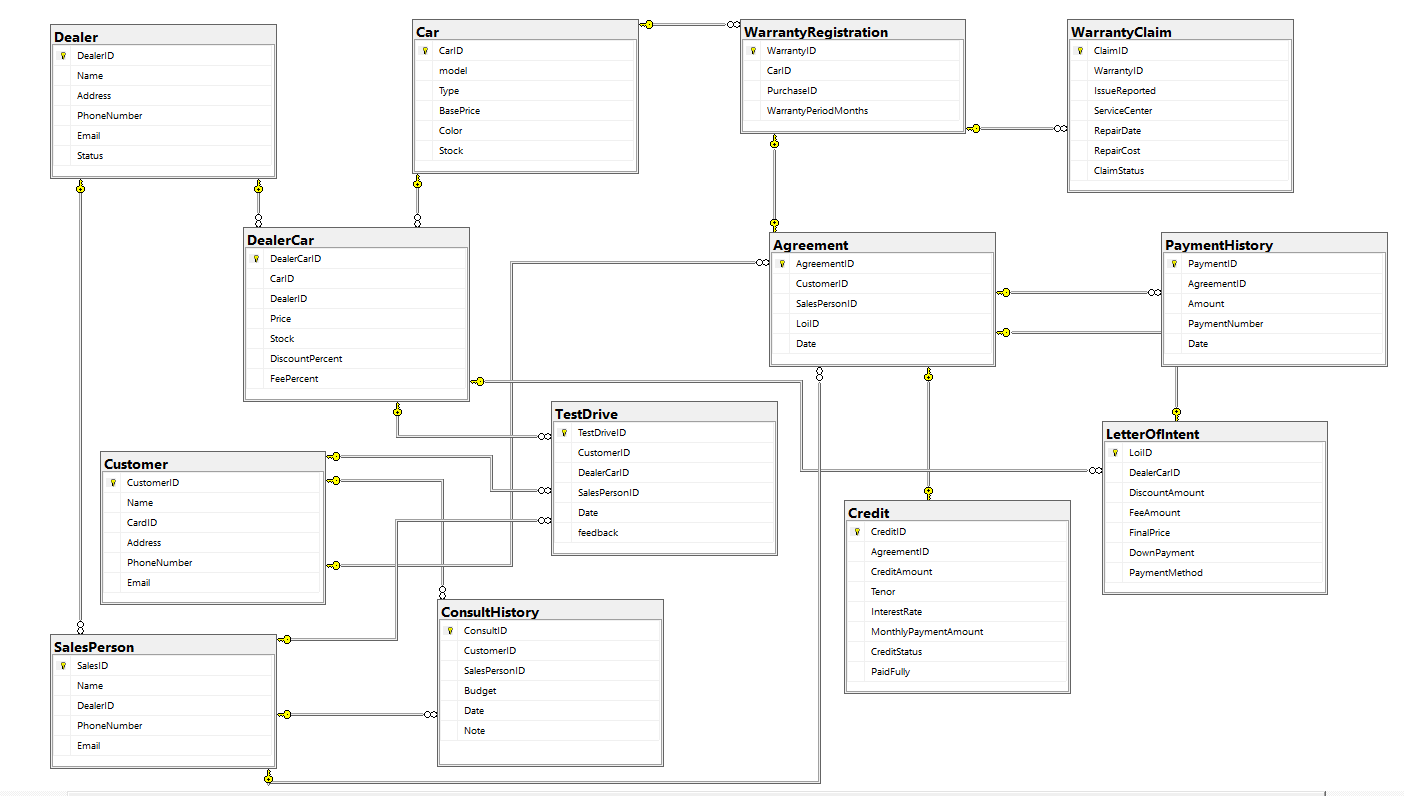 Dealer
DealerID
Name
Address
PhoneNumber
Email
Status
Car
CarID
model
Type
BasePrice
Color
Stock
WarrantyRegistration
WarrantyID
CarID
PurchaseID
WarrantyPeriodMonths
WarrantyClaim
ClaimID
WarrantyID
IssueReported
ServiceCenter
RepairDate
RepairCost
ClaimStatus
DealerCar
DealerCarID
CarID
DealerID
Price
Stock
DiscountPercent
FeePercent
Agreement
AgreementID
CustomerID
SalesPersonID
LoiID
Date
PaymentHistory
PaymentID
AgreementID
Amount
PaymentNumber
Date
TestDrive
TestDriveID
CustomerID
DealerCarID
SalesPersonID
Date
feedback
LetterOfIntent
LoiID
DealerCarID
DiscountAmount
FeeAmount
FinalPrice
DownPayment
PaymentMethod
Customer
CustomerID
Name
CardID
Address
PhoneNumber
Email
Credit
CreditID
AgreementID
CreditAmount
Tenor
InterestRate
MonthlyPaymentAmount
CreditStatus
PaidFully
ConsultHistory
ConsultID
CustomerID
SalesPersonID
Budget
Date
Note
SalesPerson
SalesID
Name
DealerID
PhoneNumber
Email